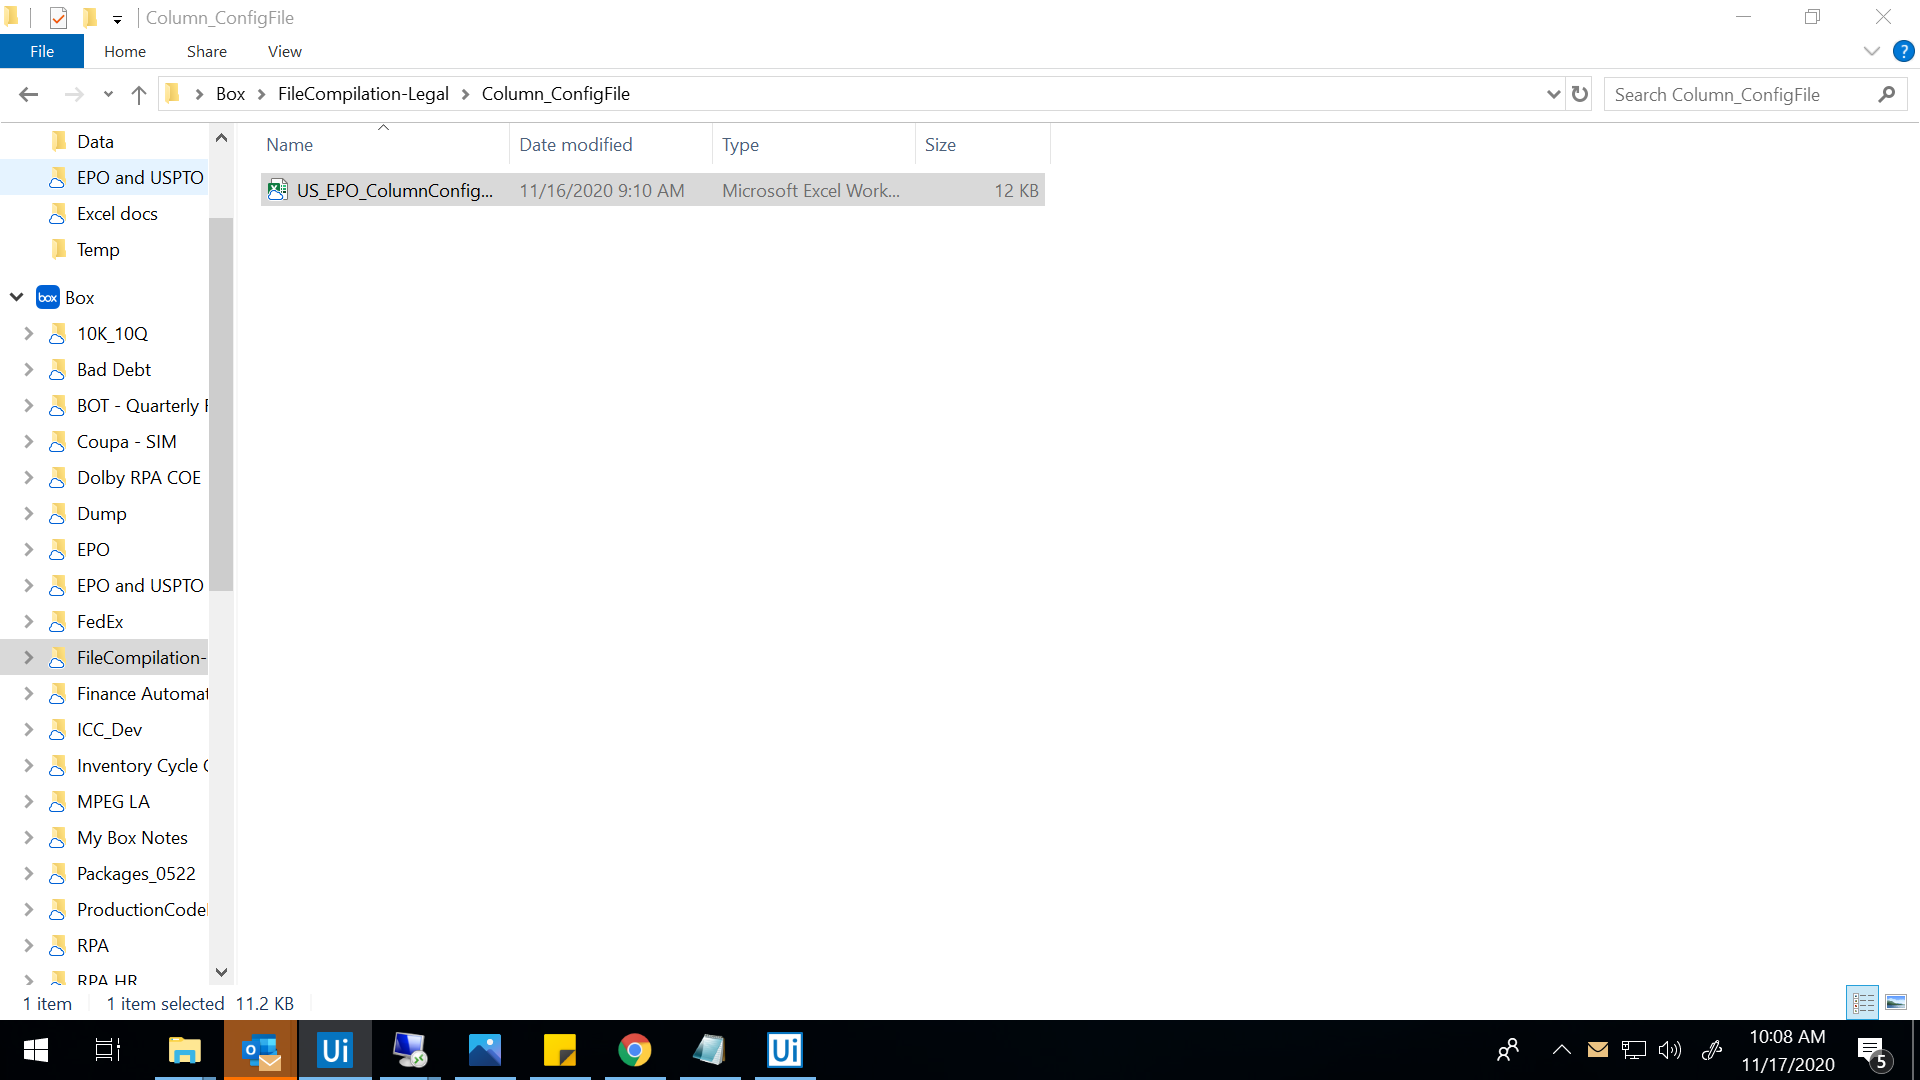 Column_ConfigFile
File Home Share View
Box FileCompilation-Legal Column_ConfigFile
Search Column_ConfigFile
Name Date modified Type Size
US_EPO_ColumnConfig... 11/16/2020 9:10 AM Microsoft Excel Work... 12 KB
Data
EPO and USPTO
Excel docs
Temp
box Box
10K_10Q
Bad Debt
BOT - Quarterly F
Coupa - SIM
Dolby RPA COE
Dump
EPO
EPO and USPTO
FedEx
FileCompilation-
Finance Automat
ICC_Dev
Inventory Cycle C
MPEG LA
My Box Notes
Packages_0522
ProductionCode
RPA
RPA HR
1 item 1 item selected 11.2 KB
Ui
Ui
10:08 AM
11/17/2020
5